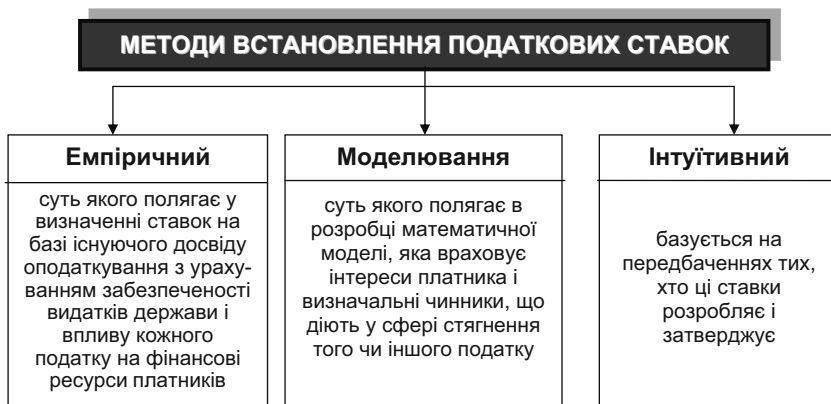 МЕТОДИ ВСТАНОВЛЕННЯ ПОДАТКОВИХ СТАВОК
Емпіричний
суть якого полягає у
визначенні ставок на
базі існуючого досвіду
оподаткування з ураху-
ванням забезпеченості
видатків держави і
впливу кожного
податку на фінансові
ресурси платників
Моделювання
суть якого полягає в
розробці математичної
моделі, яка враховує
інтереси платника і
визначальні чинники, що
діють у сфері стягнення
того чи іншого податку
Інтуїтивний
базується на
передбаченнях тих,
хто ці ставки
розробляє і
затверджує